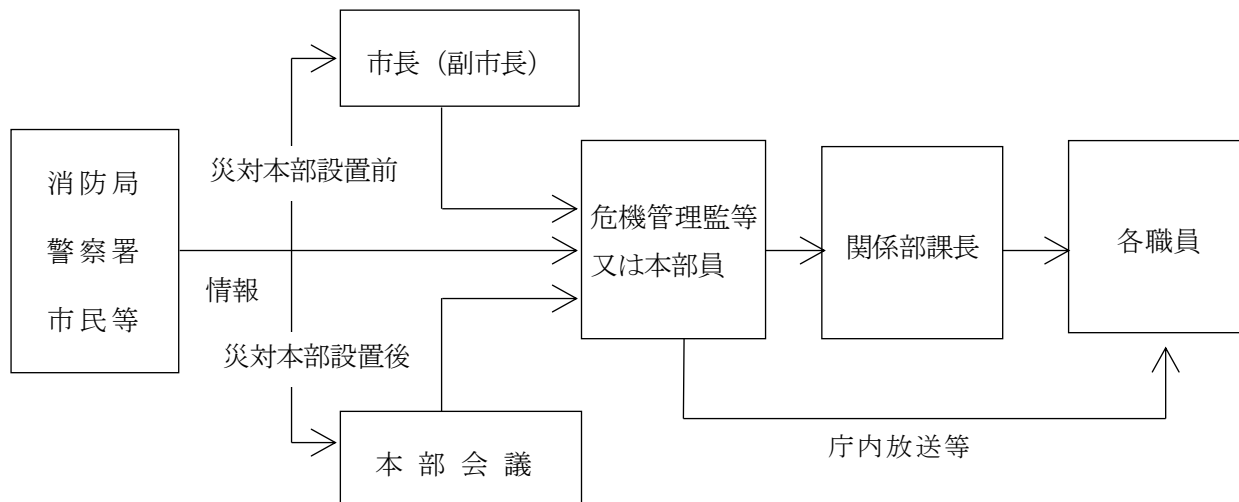 市長（副市長）
消防局
警察署
市民等
災対本部設置前
情報
災対本部設置後
本部会議
危機管理監等
又は本部員
関係部課長
各職員
庁内放送等